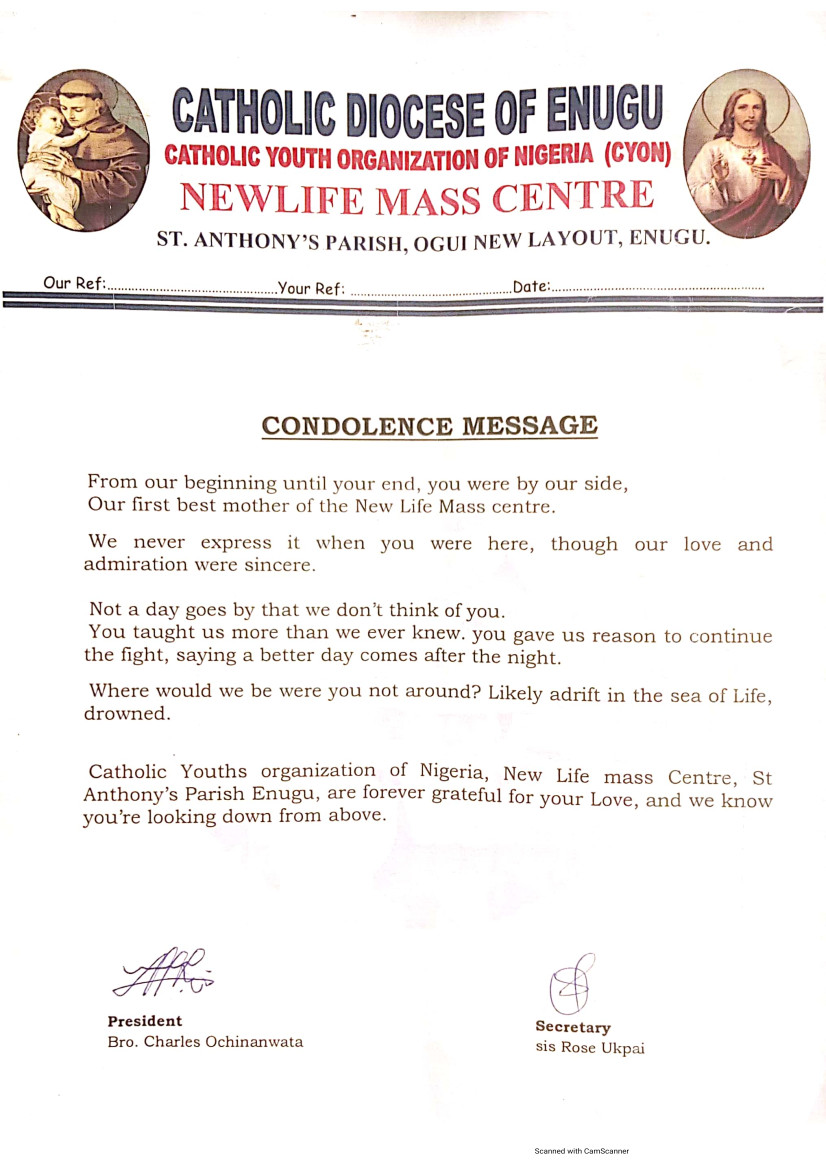 CATHOLIC DIOCESE OF ENUGU
CATHOLIC YOUTH ORGANIZATION OF NIGERIA (CYON)
NEWLIFE MASS CENTRE
ST. ANTHONY'S PARISH, OGUI NEW LAYOUT, ENUGU.
Our Ref:.................................................Your Ref: ...............................................Date:..............................................................
CONDOLENCE MESSAGE
From our beginning until your end, you were by our side,
Our first best mother of the New Life Mass centre.
We never express it when you were here, though our love and
admiration were sincere.
Not a day goes by that we don't think of you.
You taught us more than we ever knew. you gave us reason to continue
the fight, saying a better day comes after the night.
Where would we be were you not around? Likely adrift in the sea of Life,
drowned.
Catholic Youths organization of Nigeria, New Life mass Centre, St
Anthony's Parish Enugu, are forever grateful for your Love, and we know
you're looking down from above.
President
Bro. Charles Ochinanwata
Secretary
sis Rose Ukpai
Scanned with CamScanner